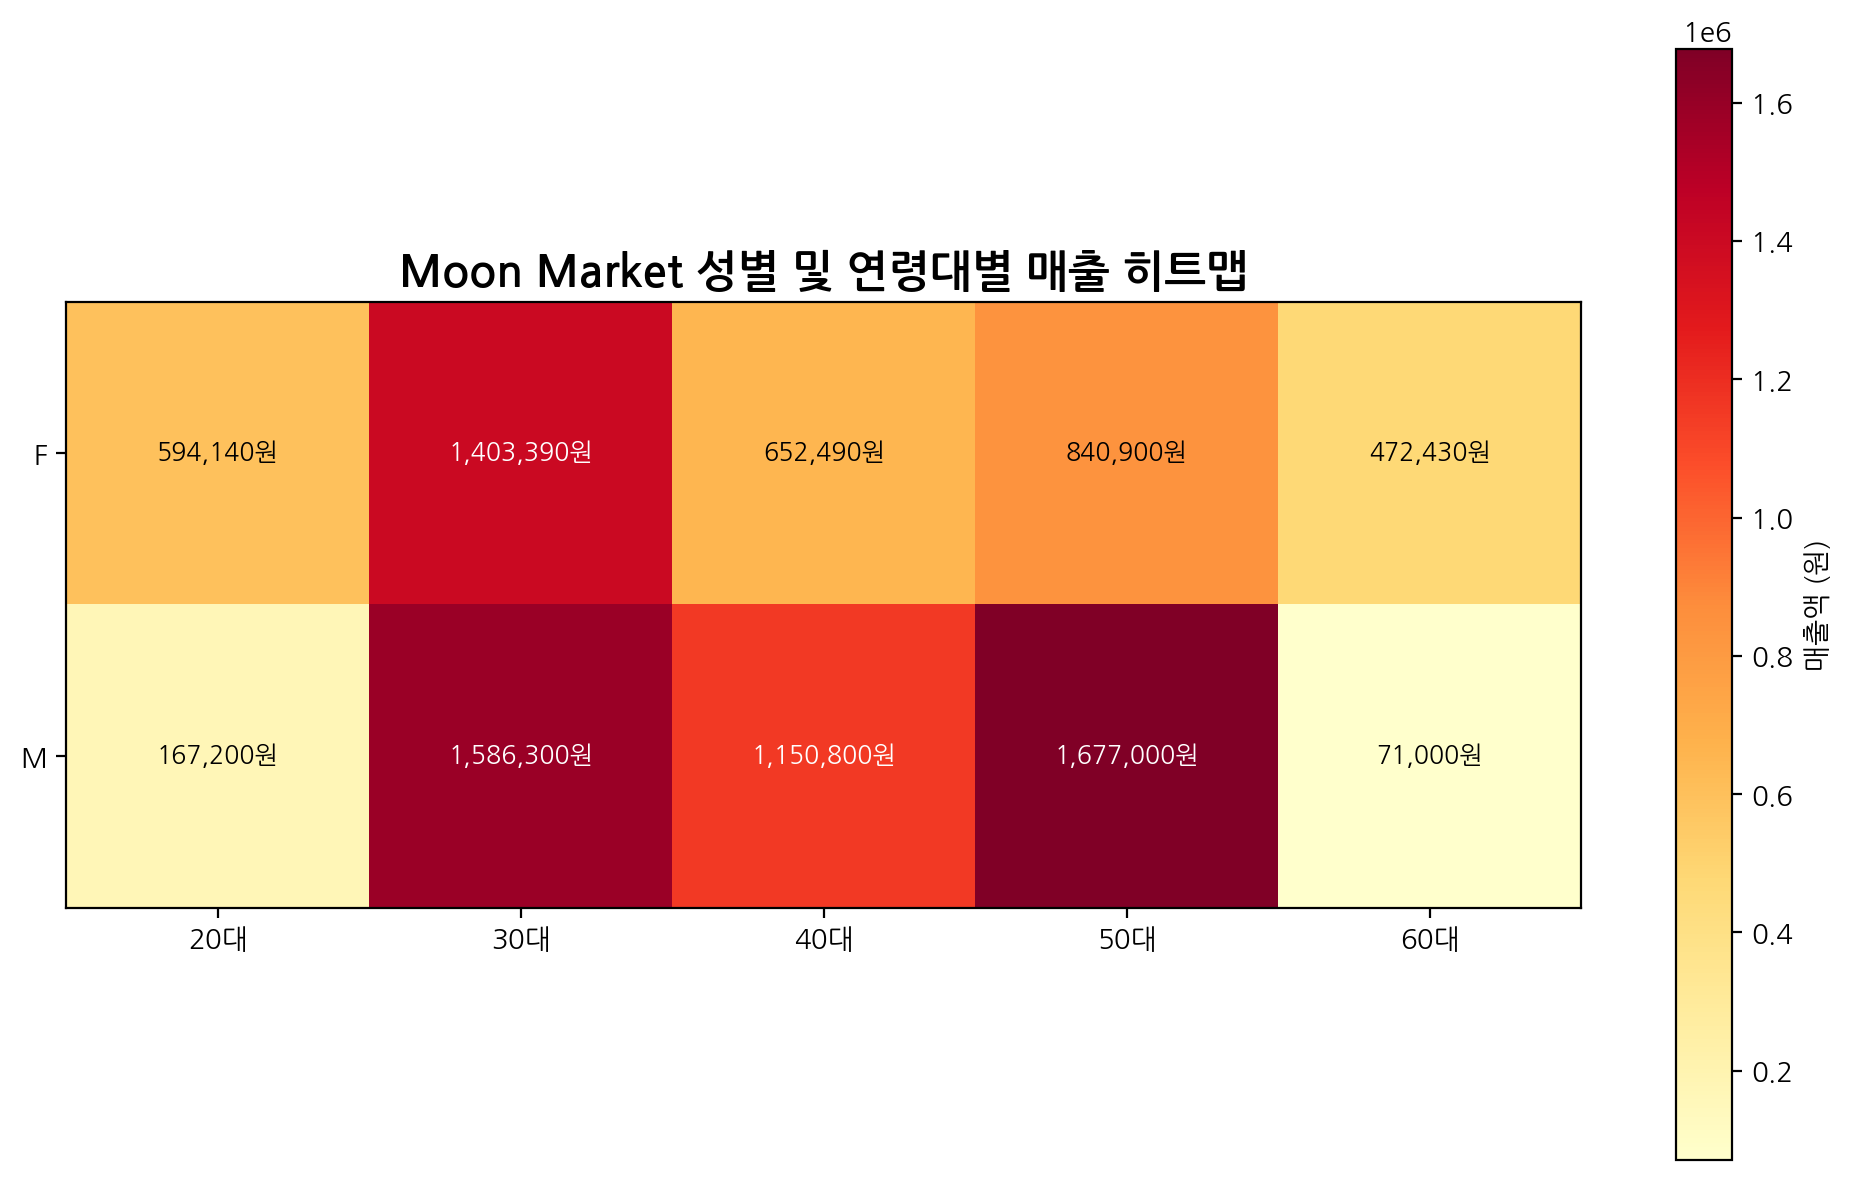 Moon Market 성별 및 연령대별 매출 히트맵
F
594,140원
1,403,390원
652,490원
840,900원
472,430원
M
167,200원
1,586,300원
1,150,800원
1,677,000원
71,000원
20대
30대
40대
50대
60대
1e6
1.6
1.4
1.2
1.0
0.8
0.6
0.4
0.2
매출액 (원)